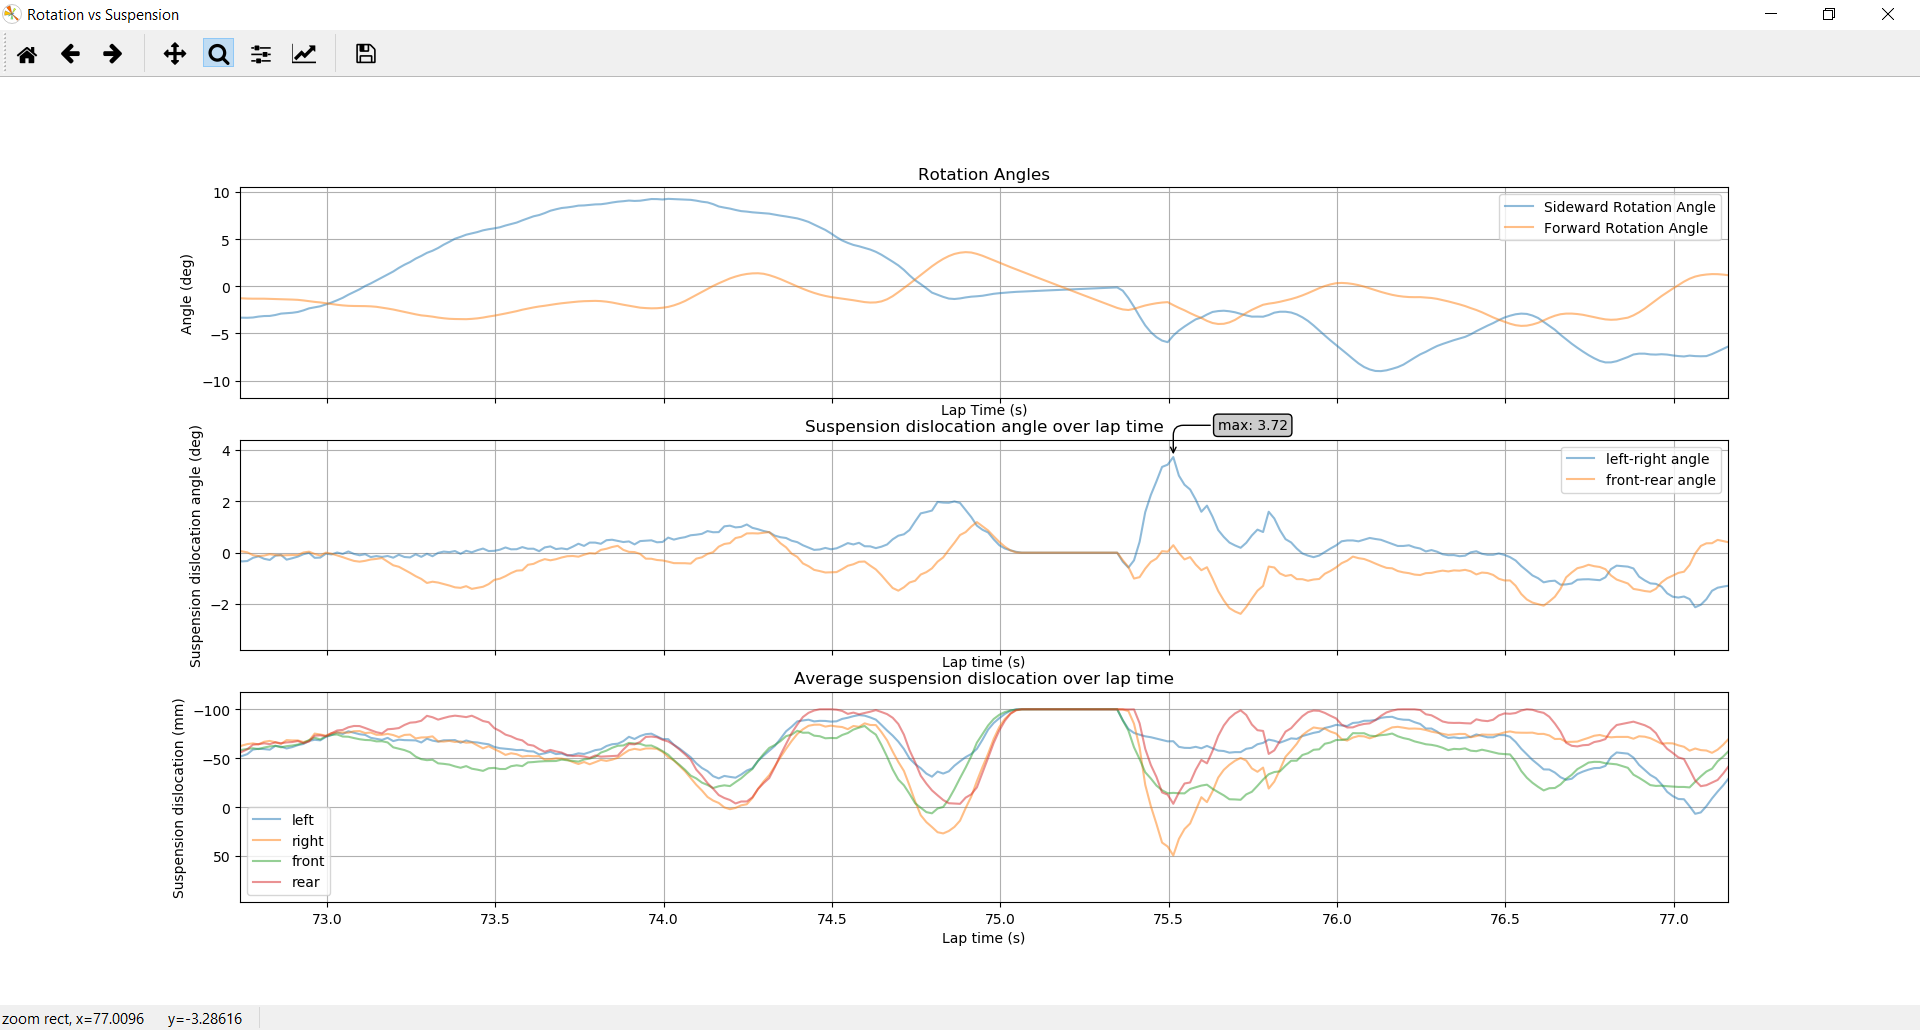 Rotation vs Suspension
Rotation Angles
10
5
0
−5
−10
Angle (deg)
Sideward Rotation Angle
Forward Rotation Angle
Lap Time (s)
Suspension dislocation angle over lap time
max: 3.72
4
2
0
−2
Suspension dislocation angle (deg)
left-right angle
front-rear angle
Lap time (s)
Average suspension dislocation over lap time
−100
−50
0
50
Suspension dislocation (mm)
left
right
front
rear
73.0 73.5 74.0 74.5 75.0 75.5 76.0 76.5 77.0
Lap time (s)
zoom rect, x=77.0096 y=-3.28616